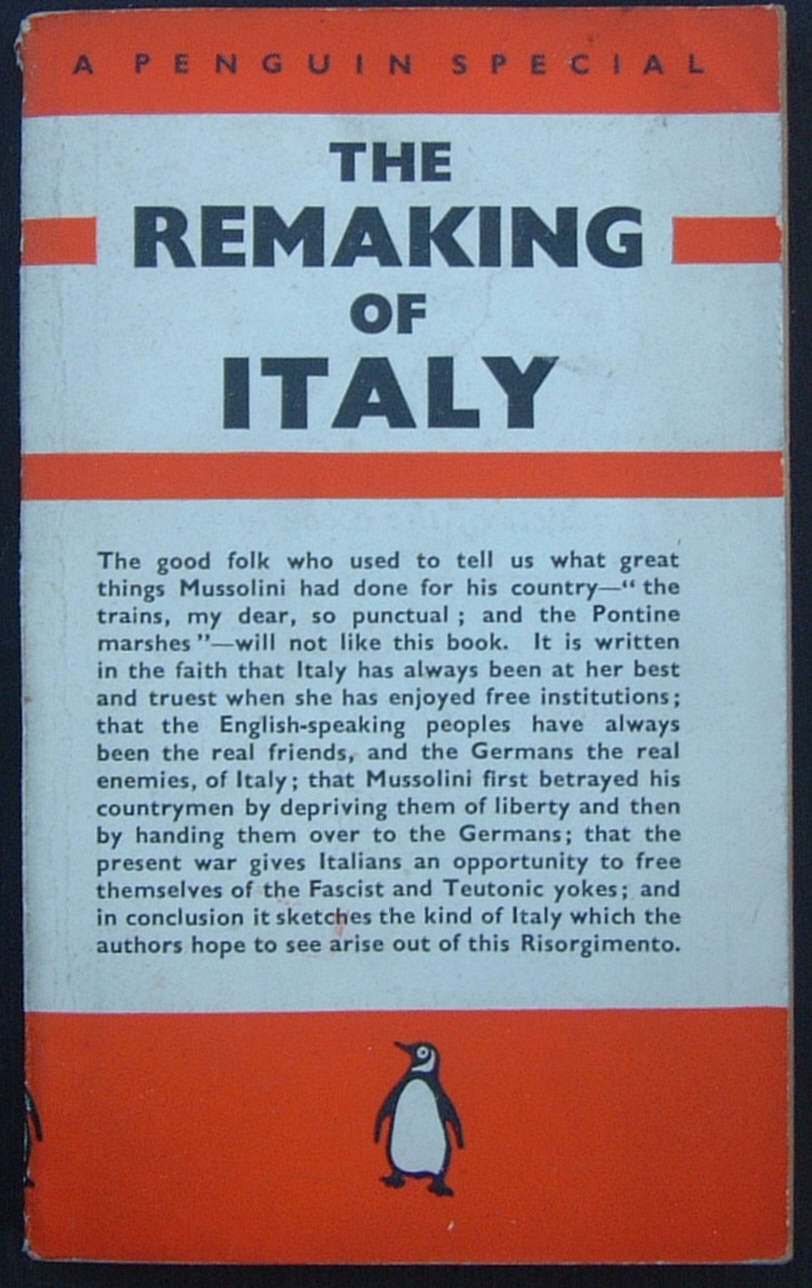 A PENGUIN SPECIAL
THE
REMAKING
OF
ITALY
The good folk who used to tell us what great
things Mussolini had done for his country—“ the
trains, my dear, so punctual ; and the Pontine
marshes ”—will not like this book. It is written
in the faith that Italy has always been at her best
and truest when she has enjoyed free institutions;
that the English-speaking peoples have always
been the real friends, and the Germans the real
enemies, of Italy; that Mussolini first betrayed his
countrymen by depriving them of liberty and then
by handing them over to the Germans; that the
present war gives Italians an opportunity to free
themselves of the Fascist and Teutonic yokes; and
in conclusion it sketches the kind of Italy which the
authors hope to see arise out of this Risorgimento.